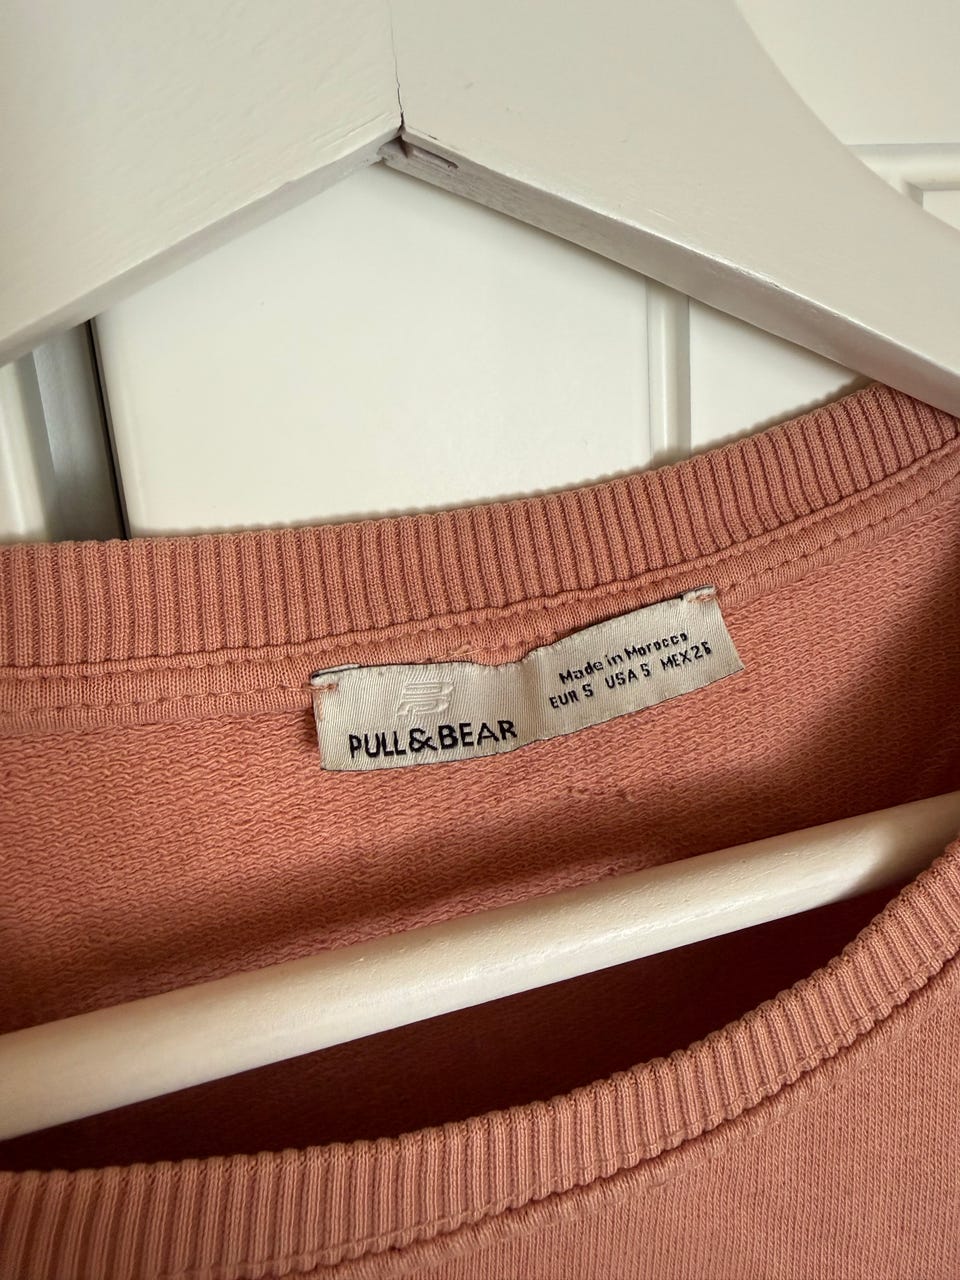 PULL&BEAR
Made in Morocco
EUR S USA S MEX 26